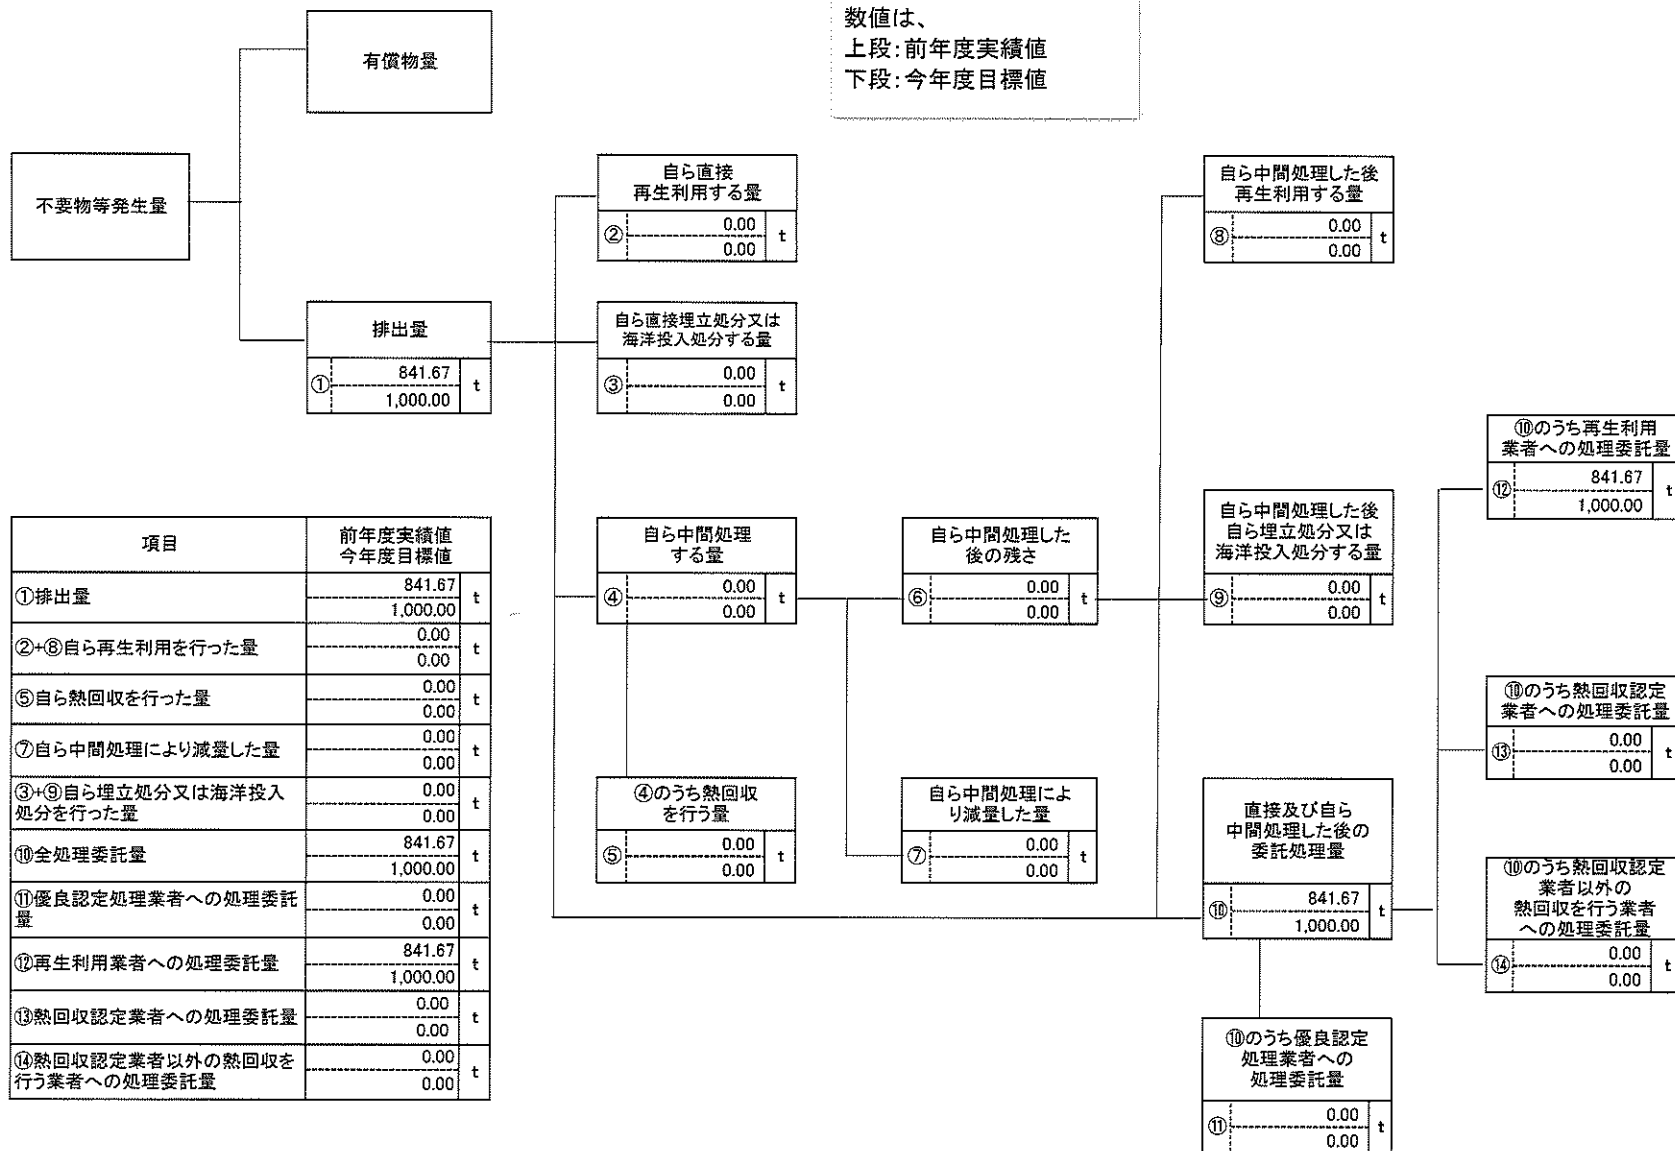 数値は、
上段:前年度実績値
下段:今年度目標値
有償物量
不要物等発生量
排出量
① 841.67 t
1,000.00
自ら直接
再生利用する量
② 0.00 t
0.00
自ら直接埋立処分又は
海洋投入処分する量
③ 0.00 t
0.00
自ら中間処理した後
再生利用する量
⑧ 0.00 t
0.00
自ら中間処理
する量
④ 0.00 t
0.00
自ら中間処理した
後の残さ
⑥ 0.00 t
0.00
自ら中間処理した後
自ら埋立処分又は
海洋投入処分する量
⑨ 0.00 t
0.00
④のうち熱回収
を行う量
⑤ 0.00 t
0.00
自ら中間処理によ
り減量した量
⑦ 0.00 t
0.00
直接及び自ら
中間処理した後の
委託処理量
⑩ 841.67 t
1,000.00
⑩のうち優良認定
処理業者への
処理委託量
⑪ 0.00 t
0.00
⑩のうち再生利用
業者への処理委託量
⑫ 841.67 t
1,000.00
⑩のうち熱回収認定
業者への処理委託量
⑬ 0.00 t
0.00
⑩のうち熱回収認定
業者以外の
熱回収を行う業者
への処理委託量
⑭ 0.00 t
0.00
項目 前年度実績値
今年度目標値
①排出量 841.67 t
1,000.00
②+⑧自ら再生利用を行った量 0.00 t
0.00
⑤自ら熱回収を行った量 0.00 t
0.00
⑦自ら中間処理により減量した量 0.00 t
0.00
③+⑨自ら埋立処分又は海洋投入 0.00 t
処分を行った量 0.00
⑩全処理委託量 841.67 t
1,000.00
⑪優良認定処理業者への処理委託 0.00 t
量 0.00
⑫再生利用業者への処理委託量 841.67 t
1,000.00
⑬熱回収認定業者への処理委託量 0.00 t
0.00
⑭熱回収認定業者以外の熱回収を 0.00 t
行う業者への処理委託量 0.00